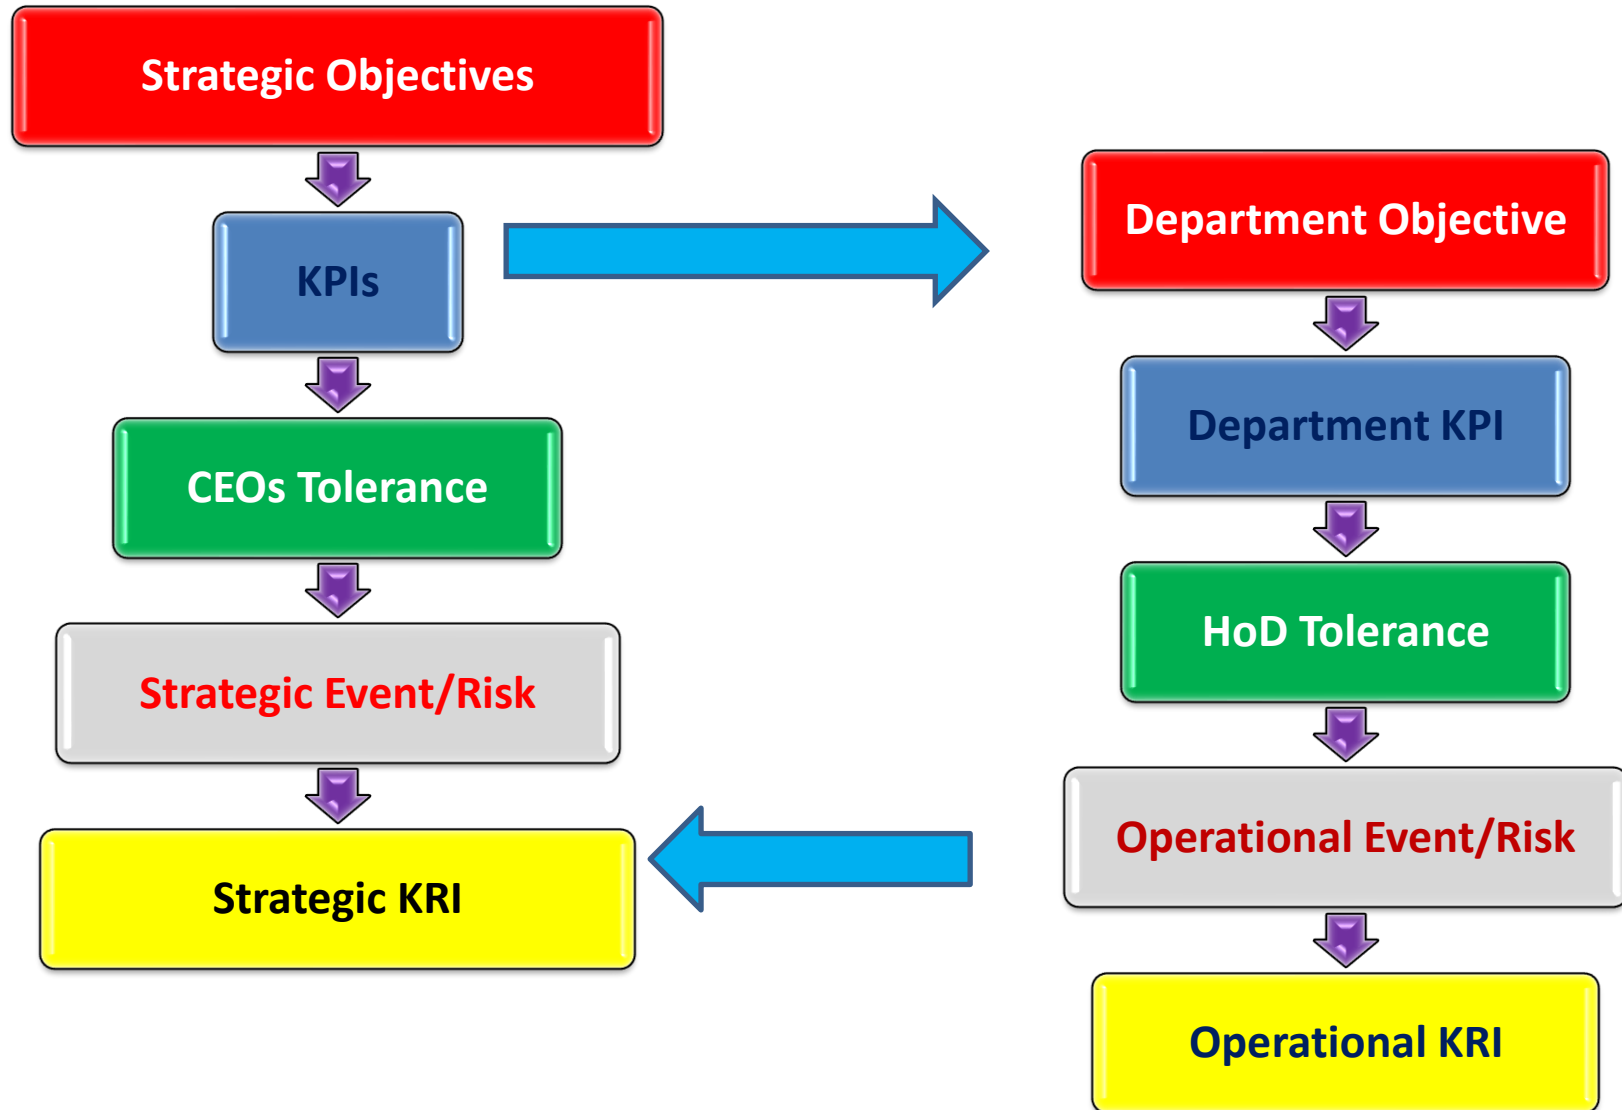 Strategic Objectives
KPIs
CEOs Tolerance
Strategic Event/Risk
Strategic KRI
Department Objective
Department KPI
HoD Tolerance
Operational Event/Risk
Operational KRI